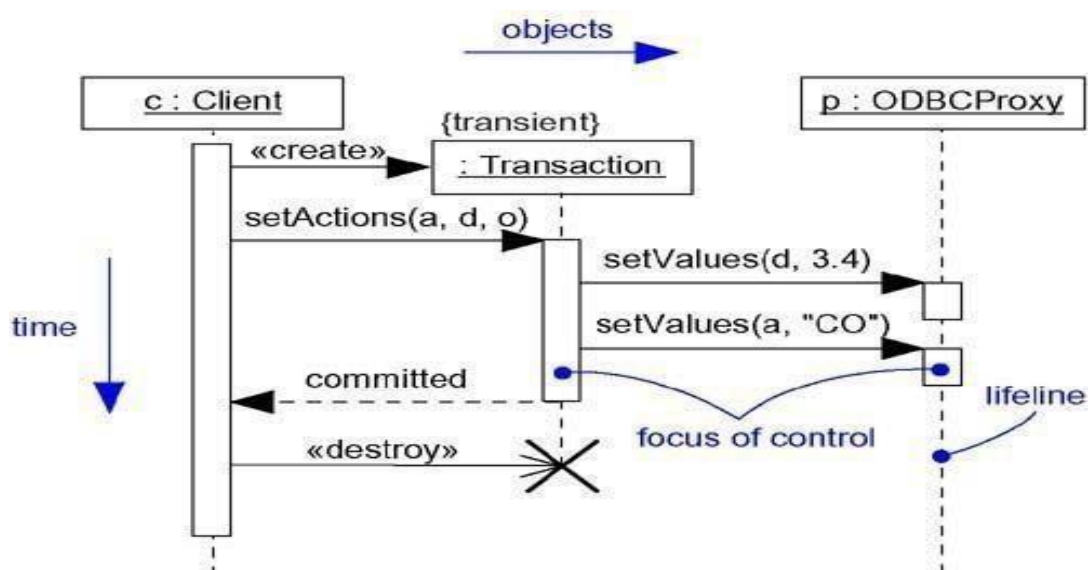 objects
c : Client
p : ODBCProxy
{transient}
«create»
: Transaction
setActions(a, d, o)
setValues(d, 3.4)
time
setValues(a, "CO")
committed
lifeline
focus of control
«destroy»